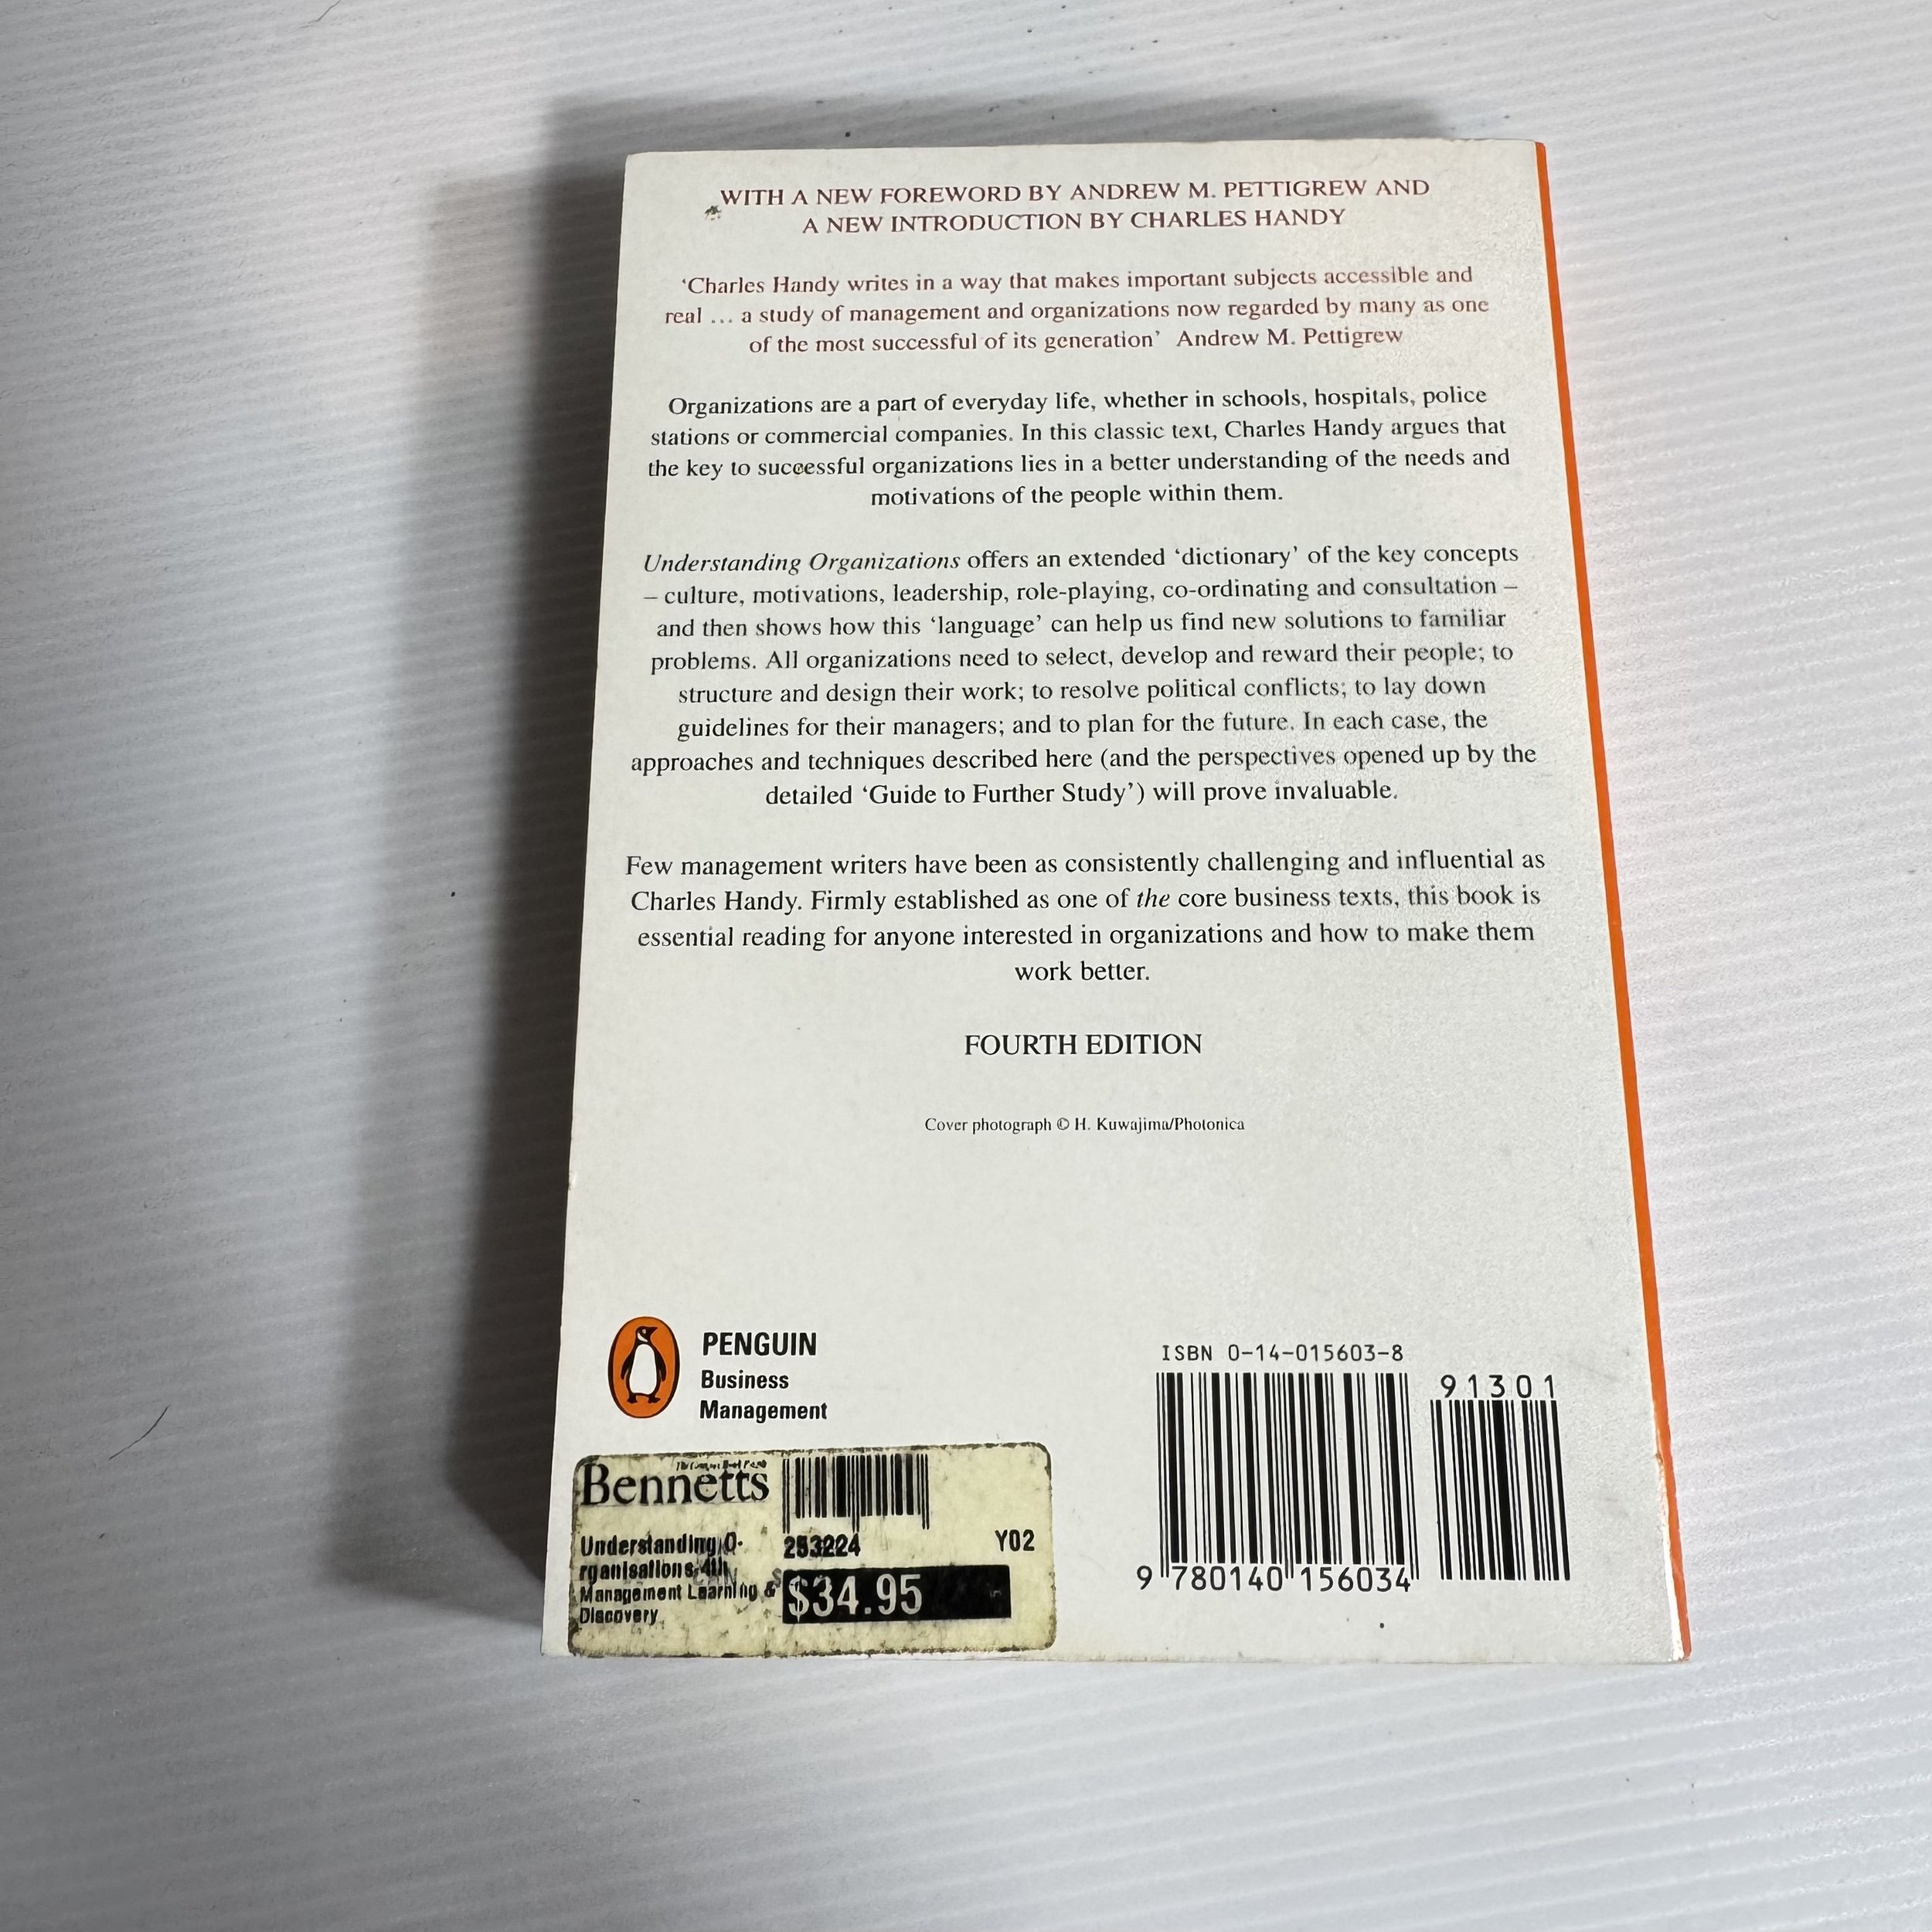 WITH A NEW FOREWORD BY ANDREW M. PETTIGREW AND
A NEW INTRODUCTION BY CHARLES HANDY
‘Charles Handy writes in a way that makes important subjects accessible and
real … a study of management and organizations now regarded by many as one
of the most successful of its generation’ Andrew M. Pettigrew
Organizations are a part of everyday life, whether in schools, hospitals, police
stations or commercial companies. In this classic text, Charles Handy argues that
the key to successful organizations lies in a better understanding of the needs and
motivations of the people within them.
Understanding Organizations offers an extended ‘dictionary’ of the key concepts
– culture, motivations, leadership, role-playing, co-ordinating and consultation –
and then shows how this ‘language’ can help us find new solutions to familiar
problems. All organizations need to select, develop and reward their people; to
structure and design their work; to resolve political conflicts; to lay down
guidelines for their managers; and to plan for the future. In each case, the
approaches and techniques described here (and the perspectives opened up by the
detailed ‘Guide to Further Study’) will prove invaluable.
Few management writers have been as consistently challenging and influential as
Charles Handy. Firmly established as one of the core business texts, this book is
essential reading for anyone interested in organizations and how to make them
work better.
FOURTH EDITION
Cover photograph © H. Kuwajima/Photonica
PENGUIN
Business
Management
ISBN 0-14-015603-8
91301
9 780140 156034
Bennetts
Understanding O-
rganisations 4th
Management Learning &
Discovery
253224
Y02
$34.95